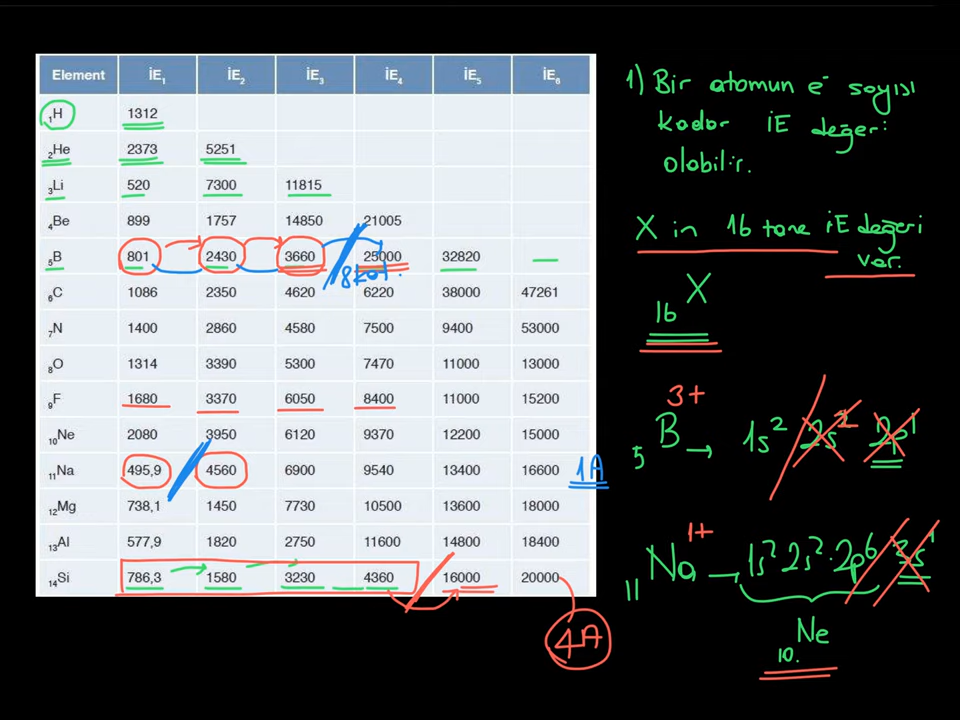 Element İE₁ İE₂ İE₃ İE₄ İE₅ İE₆
₁H 1312
₂He 2373 5251
₃Li 520 7300 11815
₄Be 899 1757 14850 21005
₅B 801 2430 3660 25000 32820
8 kat
₆C 1086 2350 4620 6220 38000 47261
₇N 1400 2860 4580 7500 9400 53000
₈O 1314 3390 5300 7470 11000 13000
₉F 1680 3370 6050 8400 11000 15200
₁₀Ne 2080 3950 6120 9370 12200 15000
₁₁Na 495,9 4560 6900 9540 13400 16600
1A
₁₂Mg 738,1 1450 7730 10500 13600 18000
₁₃Al 577,9 1820 2750 11600 14800 18400
₁₄Si 786,3 1580 3230 4360 16000 20000
4A
1) Bir atomun e⁻ sayısı
kadar İE değeri
olabilir.
X in 16 tane İE değeri
var.
₁₆X
₅B³⁺ → 1s² 2s² 2p¹
₁₁Na¹⁺ → 1s² 2s² 2p⁶ 3s¹
₁₀Ne